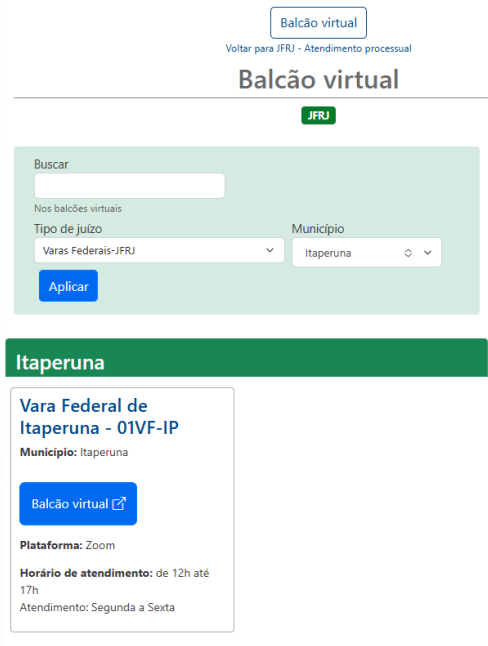 Balcão virtual
Voltar para JFRJ - Atendimento processual
Balcão virtual
JFRJ
Buscar
Nos balcões virtuais
Tipo de juízo
Município
Varas Federais-JFRJ
Itaperuna
Aplicar
Itaperuna
Vara Federal de
Itaperuna - 01VF-IP
Município: Itaperuna
Balcão virtual
Plataforma: Zoom
Horário de atendimento: de 12h até
17h
Atendimento: Segunda a Sexta